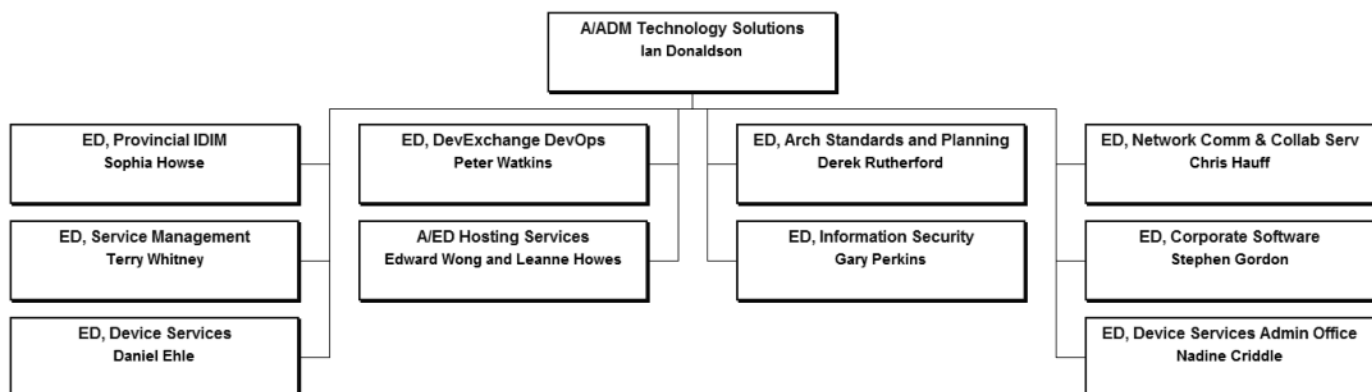 A/ADM Technology Solutions
Ian Donaldson
ED, Provincial IDIM
Sophia Howse
ED, DevExchange DevOps
Peter Watkins
ED, Arch Standards and Planning
Derek Rutherford
ED, Network Comm & Collab Serv
Chris Hauff
ED, Service Management
Terry Whitney
A/ED Hosting Services
Edward Wong and Leanne Howes
ED, Information Security
Gary Perkins
ED, Corporate Software
Stephen Gordon
ED, Device Services
Daniel Ehle
ED, Device Services Admin Office
Nadine Criddle